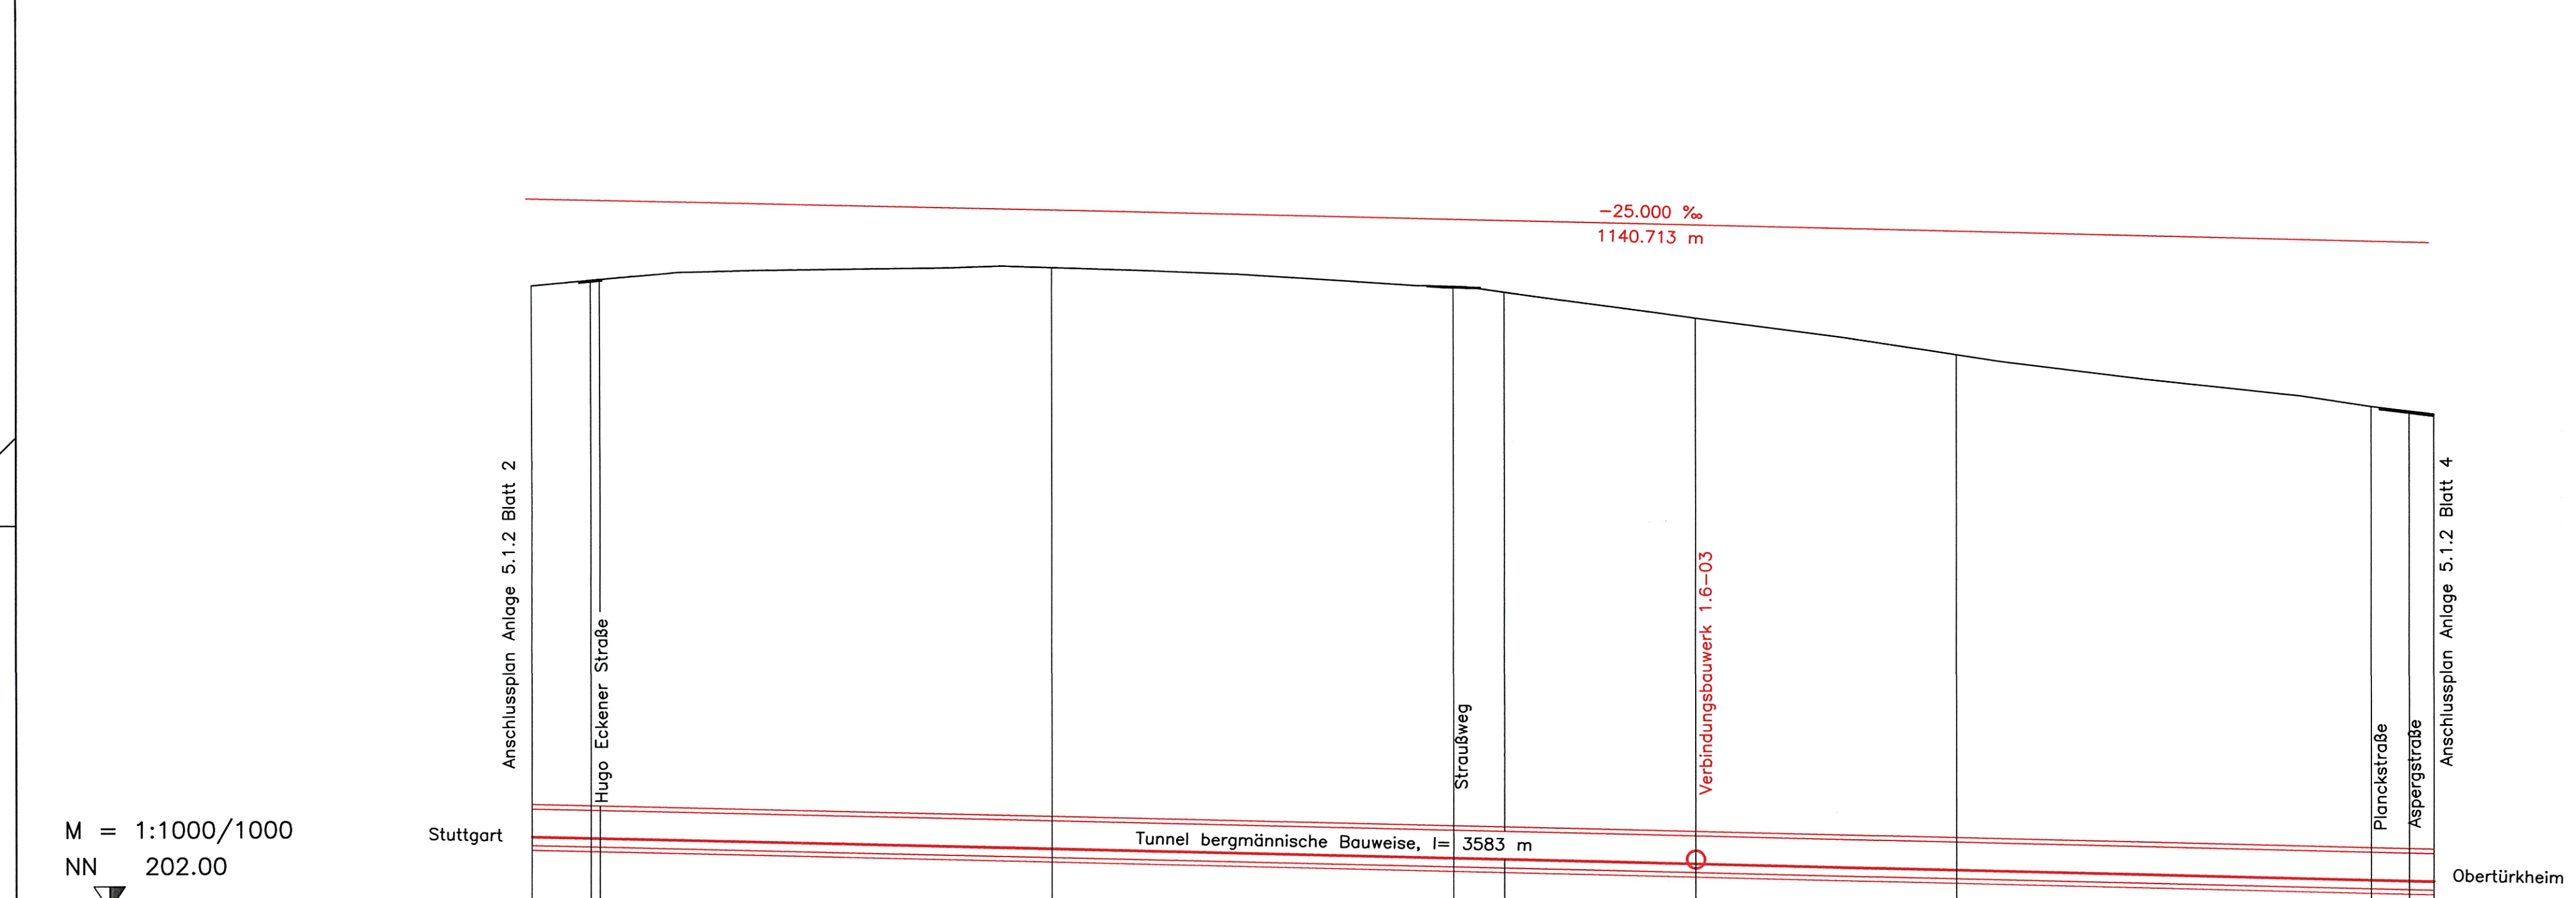 -25.000 ‰
1140.713 m
Anschlussplan Anlage 5.1.2 Blatt 2
Hugo Eckener Straße
Straußweg
Verbindungsbauwerk 1.6-03
Planckstraße
Aspergstraße
Anschlussplan Anlage 5.1.2 Blatt 4
M = 1:1000/1000
NN 202.00
Stuttgart
Tunnel bergmännische Bauweise, l= 3583 m
Obertürkheim